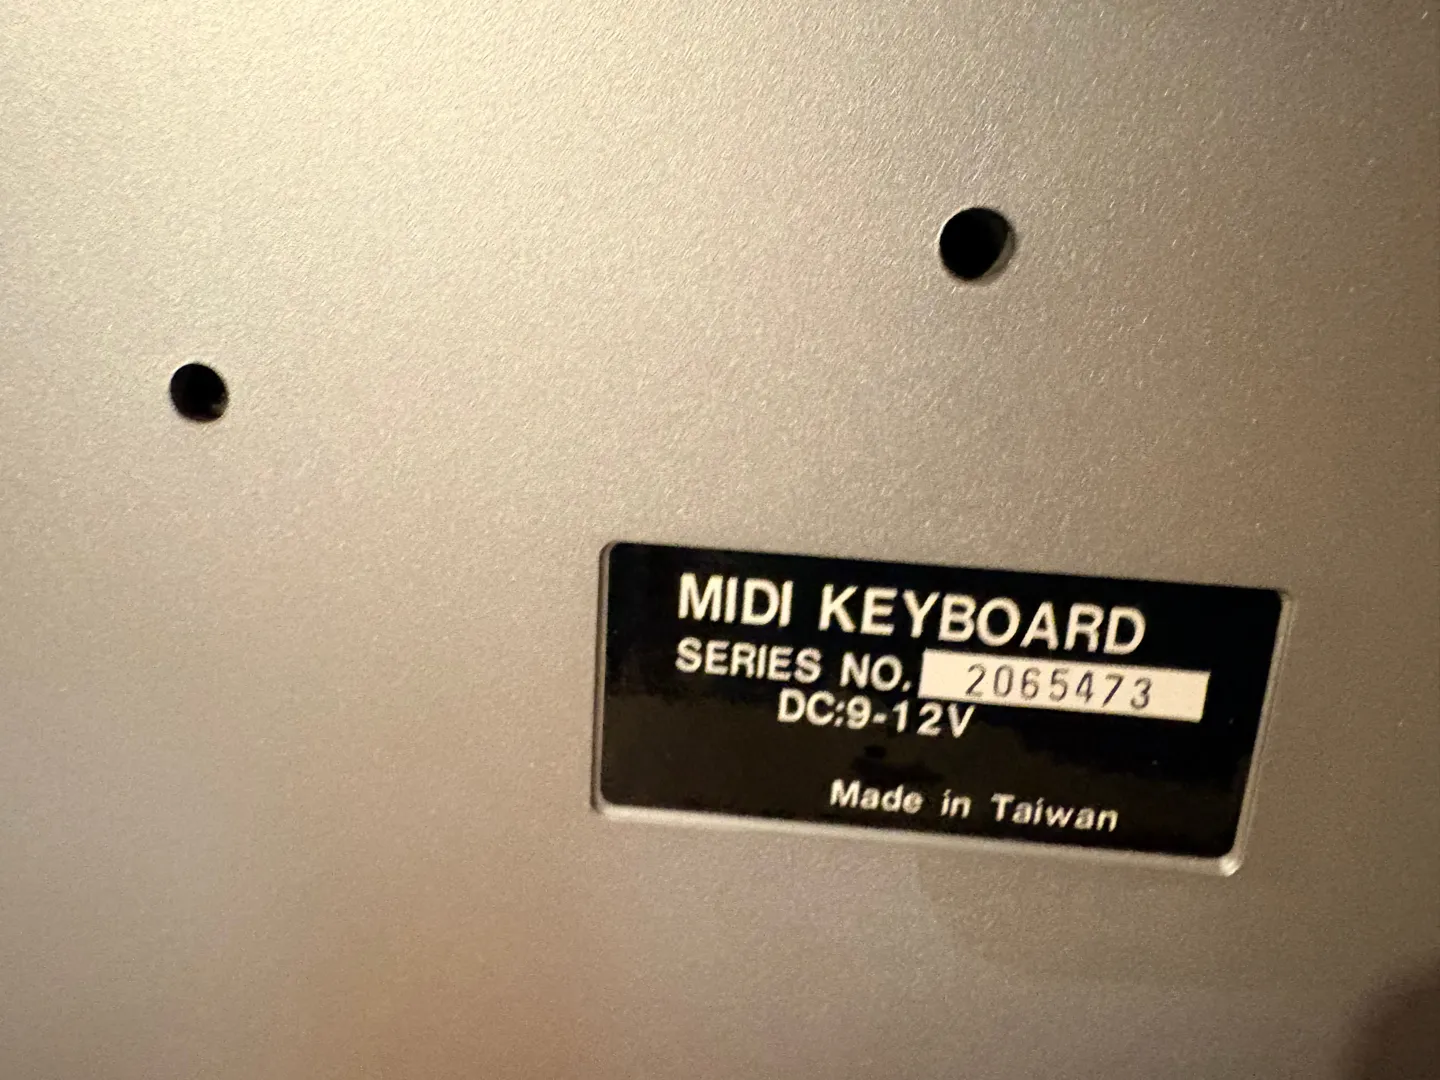 MIDI KEYBOARD
SERIES NO. 2065473
DC:9-12V
Made in Taiwan